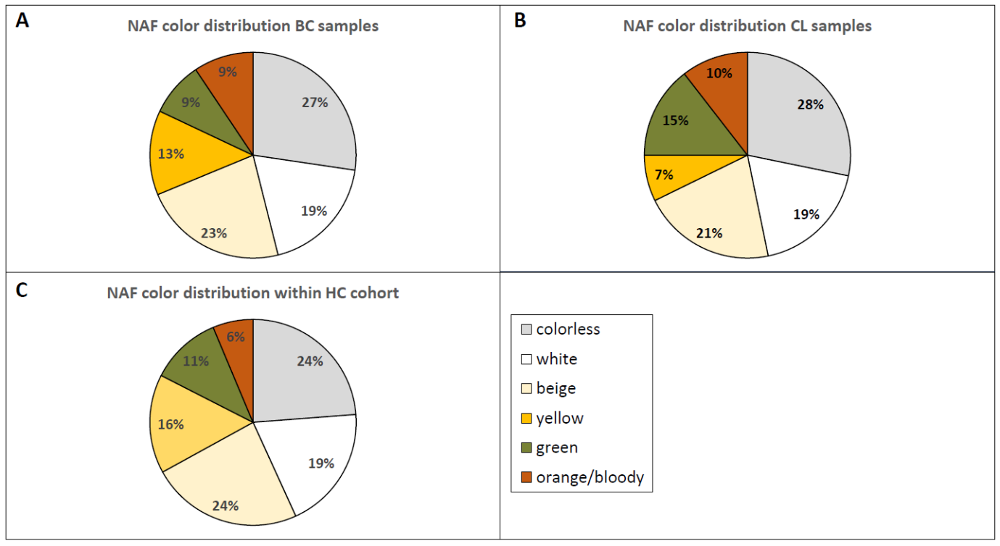 A
NAF color distribution BC samples
9%
27%
9%
13%
19%
23%
B
NAF color distribution CL samples
10%
28%
15%
7%
19%
21%
C
NAF color distribution within HC cohort
6%
24%
11%
16%
19%
24%
colorless
white
beige
yellow
green
orange/bloody